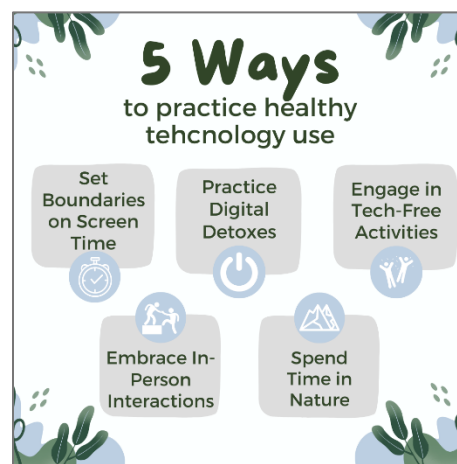 5 Ways
to practice healthy
tehcnology use
Set
Boundaries
on Screen
Time
Practice
Digital
Detoxes
Engage in
Tech-Free
Activities
Embrace In-
Person
Interactions
Spend
Time in
Nature